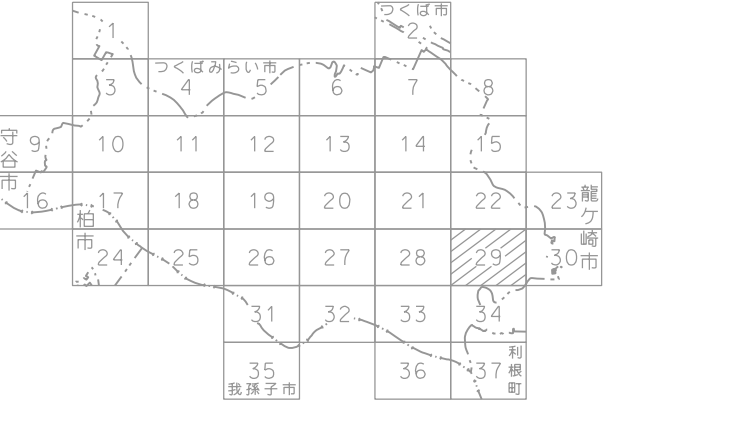 つくば市
1 2
つくばみらい市
3 4 5 6 7 8
守谷市
9 10 11 12 13 14 15
16 17 18 19 20 21 22 23
龍ケ崎市
柏市
24 25 26 27 28 29 30
31 32 33 34
35 36 37
我孫子市
利根町